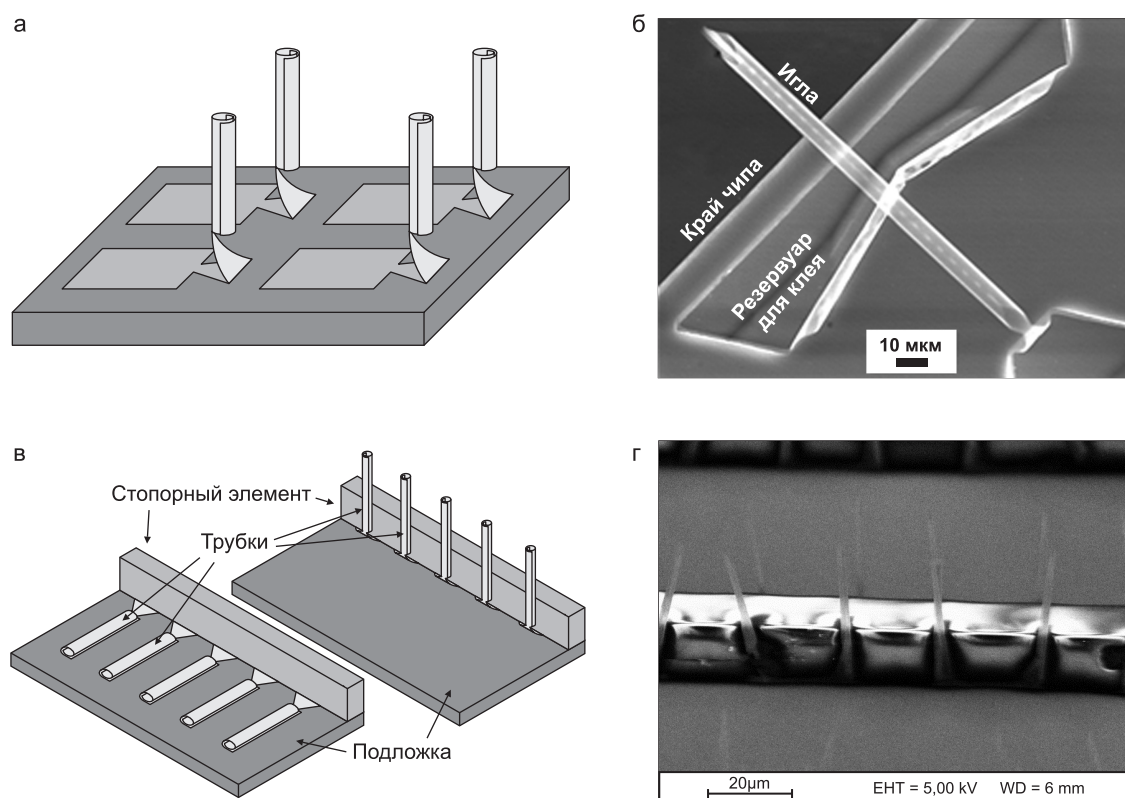 а
б
Игла
Край чипа
Резервуар
для клея
10 мкм
в
г
Стопорный элемент
Трубки
Подложка
20µm
EHT = 5,00 kV WD = 6 mm